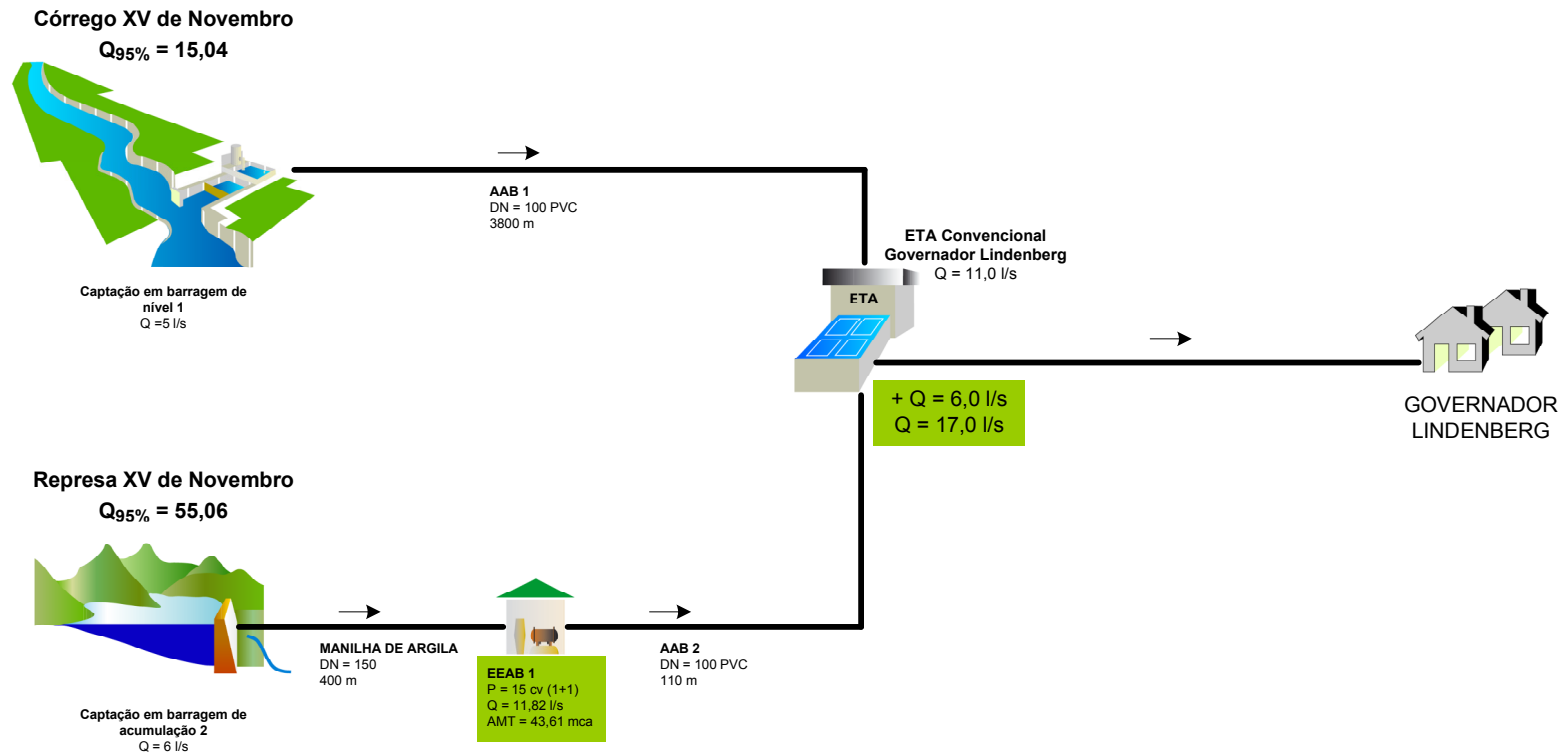 Córrego XV de Novembro
Q95% = 15,04
Captação em barragem de
nível 1
Q =5 l/s
AAB 1
DN = 100 PVC
3800 m
ETA Convencional
Governador Lindenberg
Q = 11,0 l/s
ETA
+ Q = 6,0 l/s
Q = 17,0 l/s
GOVERNADOR
LINDENBERG
Represa XV de Novembro
Q95% = 55,06
Captação em barragem de
acumulação 2
Q = 6 l/s
MANILHA DE ARGILA
DN = 150
400 m
EEAB 1
P = 15 cv (1+1)
Q = 11,82 l/s
AMT = 43,61 mca
AAB 2
DN = 100 PVC
110 m